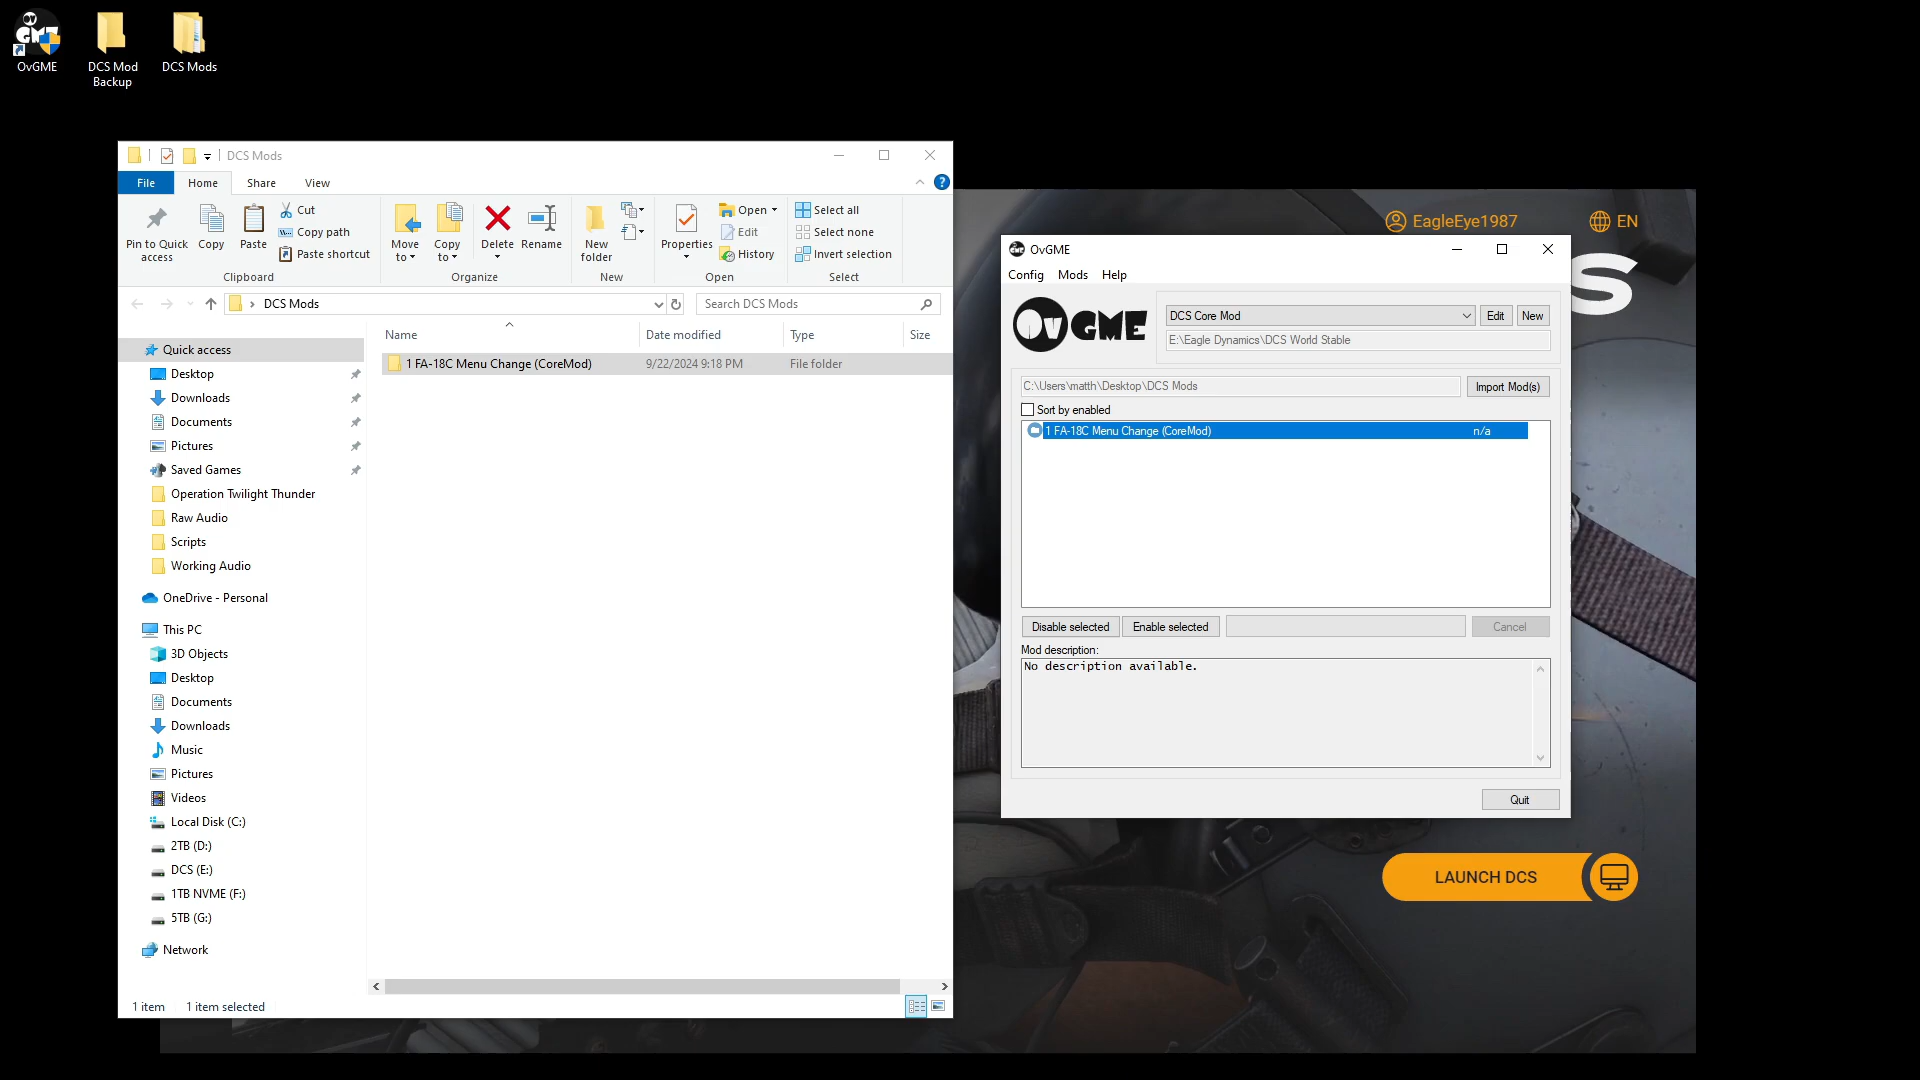 OvGME
DCS Mod Backup
DCS Mods
DCS Mods
File
Home
Share
View
Pin to Quick access
Copy
Paste
Cut
Copy path
Paste shortcut
Clipboard
Move to
Copy to
Delete
Rename
Organize
New folder
New
Properties
Open
Edit
History
Open
Select all
Select none
Invert selection
Select
DCS Mods
Search DCS Mods
Name
Date modified
Type
Size
1 FA-18C Menu Change (CoreMod)
9/22/2024 9:18 PM
File folder
Quick access
Desktop
Downloads
Documents
Pictures
Saved Games
Operation Twilight Thunder
Raw Audio
Scripts
Working Audio
OneDrive - Personal
This PC
3D Objects
Desktop
Documents
Downloads
Music
Pictures
Videos
Local Disk (C:)
2TB (D:)
DCS (E:)
1TB NVME (F:)
5TB (G:)
Network
1 item
1 item selected
EagleEye1987
EN
S
OvGME
Config
Mods
Help
OvGME
DCS Core Mod
Edit
New
E:\Eagle Dynamics\DCS World Stable
C:\Users\matth\Desktop\DCS Mods
Import Mod(s)
Sort by enabled
1 FA-18C Menu Change (CoreMod)
n/a
Disable selected
Enable selected
Cancel
Mod description:
No description available.
Quit
LAUNCH DCS